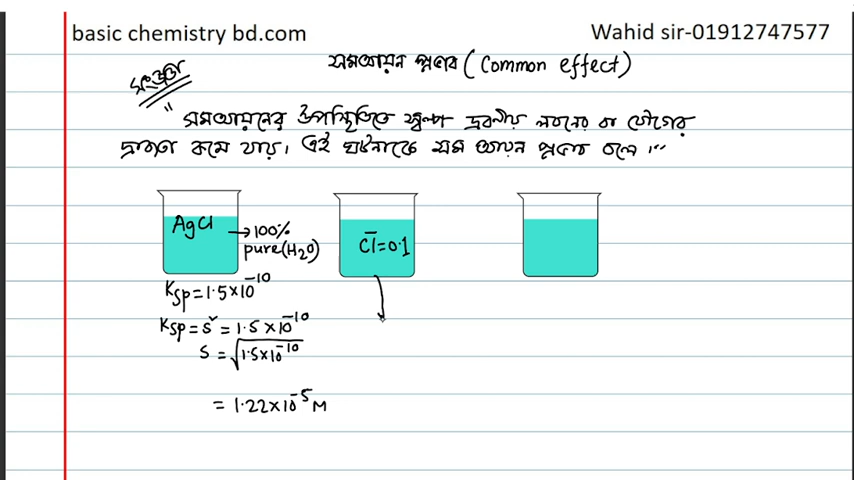 basic chemistry bd.com
Wahid sir-01912747577
সমআয়ন প্রভাব (Common effect)
সংজ্ঞা
" সমআয়নের উপস্থিতিতে স্বল্প দ্রবণীয় লবনের বা যৌগের
দ্রাব্যতা কমে যায়। এই ঘটনাকে সম আয়ন প্রভাব বলে।"
AgCl
→100%
pure(H₂O)
C̅l=0.1
Ksp=1.5×10⁻¹⁰
Ksp=S²=1.5×10⁻¹⁰
S=√1.5×10⁻¹⁰
=1.22×10⁻⁵M